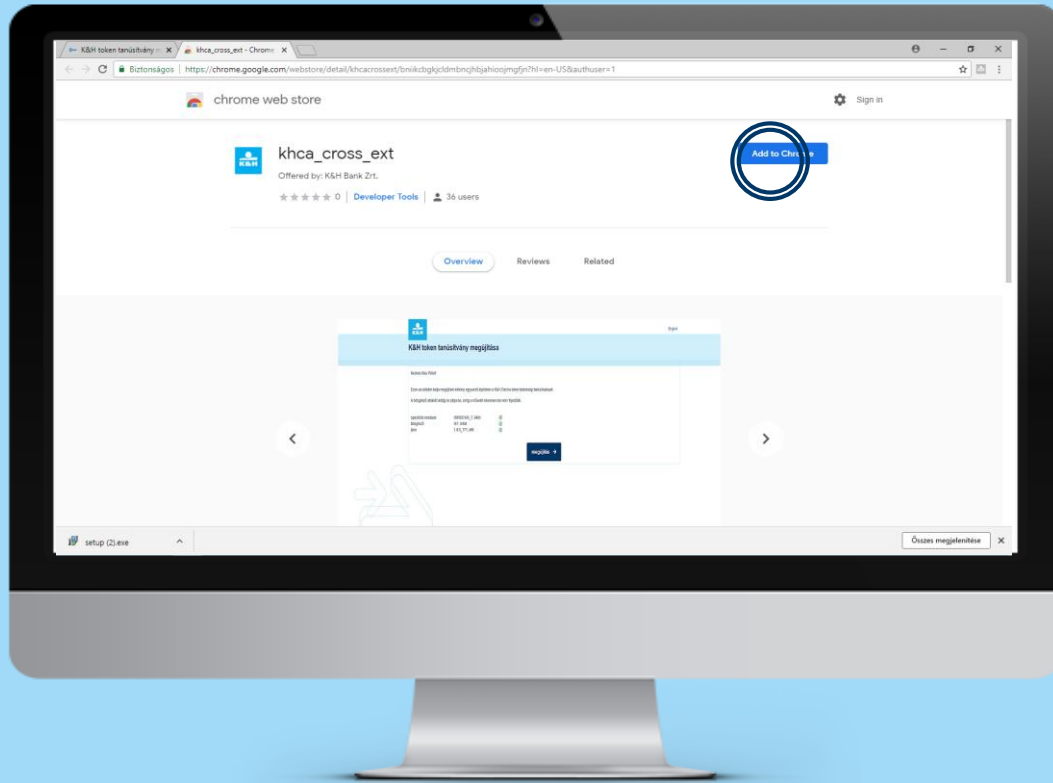 K&H token tanúsítvány m
khca_cross_ext - Chrome
Biztonságos
https://chrome.google.com/webstore/detail/khcacrossext/bniikcbgkjcldmbncjhbjahioojmgfjn?hl=en-US&authuser=1
chrome web store
Sign in
K&H
khca_cross_ext
Add to Chrome
Offered by: K&H Bank Zrt.
0 | Developer Tools | 36 users
Overview Reviews Related
K&H
K&H token tanúsítvány megújítása
megújítás
setup (2).exe
Összes megjelenítése